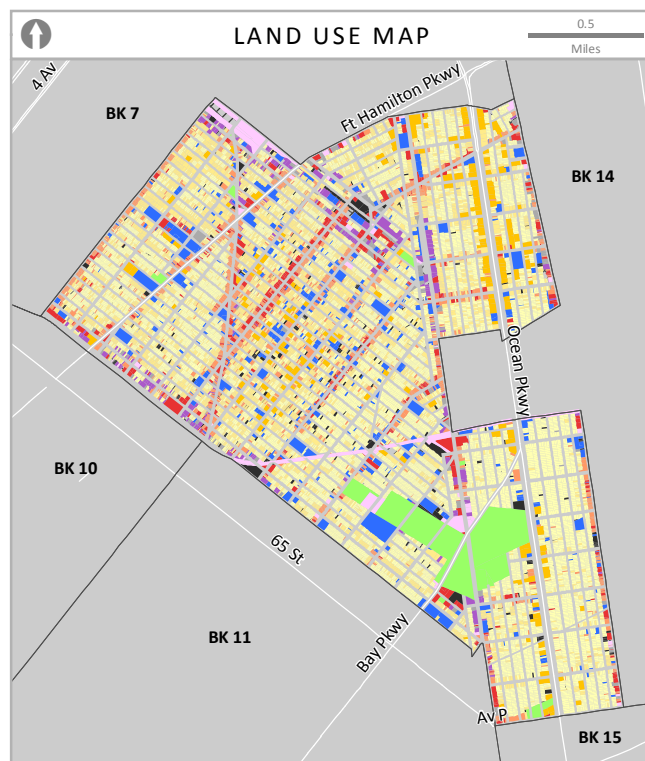 LAND USE MAP
0.5
Miles
4 Av
BK 7
Ft Hamilton Pkwy
BK 14
Ocean Pkwy
BK 10
65 St
BK 11
Bay Pkwy
Av P
BK 15